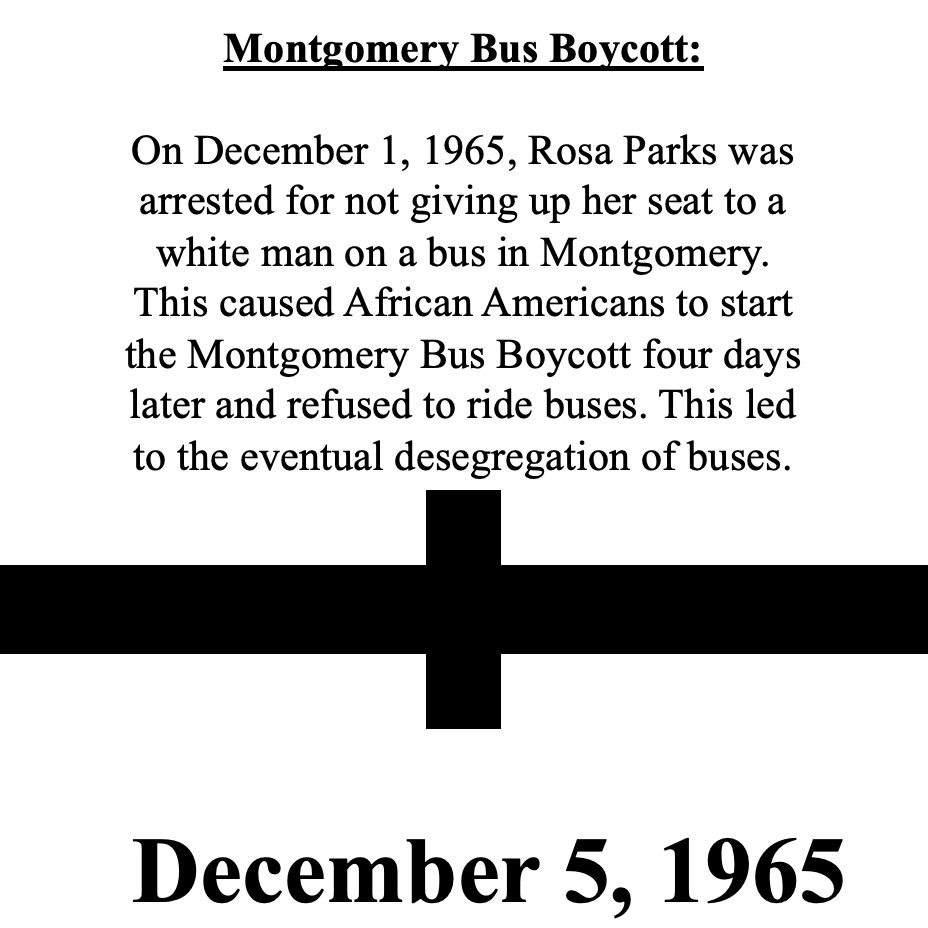 Montgomery Bus Boycott:
On December 1, 1965, Rosa Parks was
arrested for not giving up her seat to a
white man on a bus in Montgomery.
This caused African Americans to start
the Montgomery Bus Boycott four days
later and refused to ride buses. This led
to the eventual desegregation of buses.
December 5, 1965